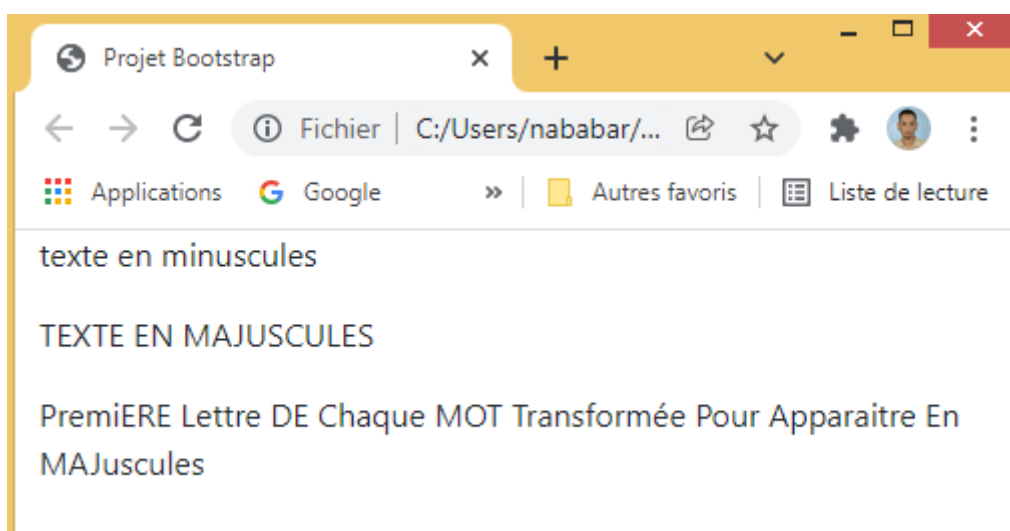 Projet Bootstrap
Fichier | C:/Users/nababar/...
Applications Google » Autres favoris Liste de lecture
texte en minuscules
TEXTE EN MAJUSCULES
PremiERE Lettre DE Chaque MOT Transformée Pour Apparaitre En
MAJuscules